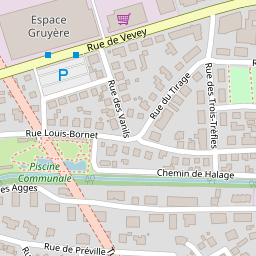 Espace
Gruyère
Rue de Vevey
P
Rue des Vanils
Rue du Tirage
Rue des Trois-Trèfles
Rue Louis-Bornet
Piscine
Communale
Chemin de Halage
es Agges
Rue de Préville